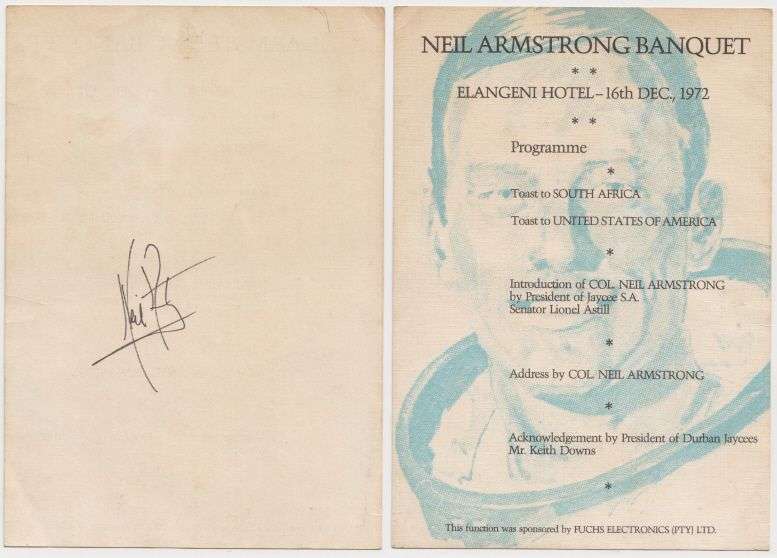 Neil
NEIL ARMSTRONG BANQUET
* *
ELANGENI HOTEL–16th DEC., 1972
* *
Programme
*
Toast to SOUTH AFRICA
Toast to UNITED STATES OF AMERICA
*
Introduction of COL. NEIL ARMSTRONG
by President of Jaycee S.A.
Senator Lionel Astill
*
Address by COL. NEIL ARMSTRONG
*
Acknowledgement by President of Durban Jaycees
Mr. Keith Downs
*
This function was sponsored by FUCHS ELECTRONICS (PTY) LTD.